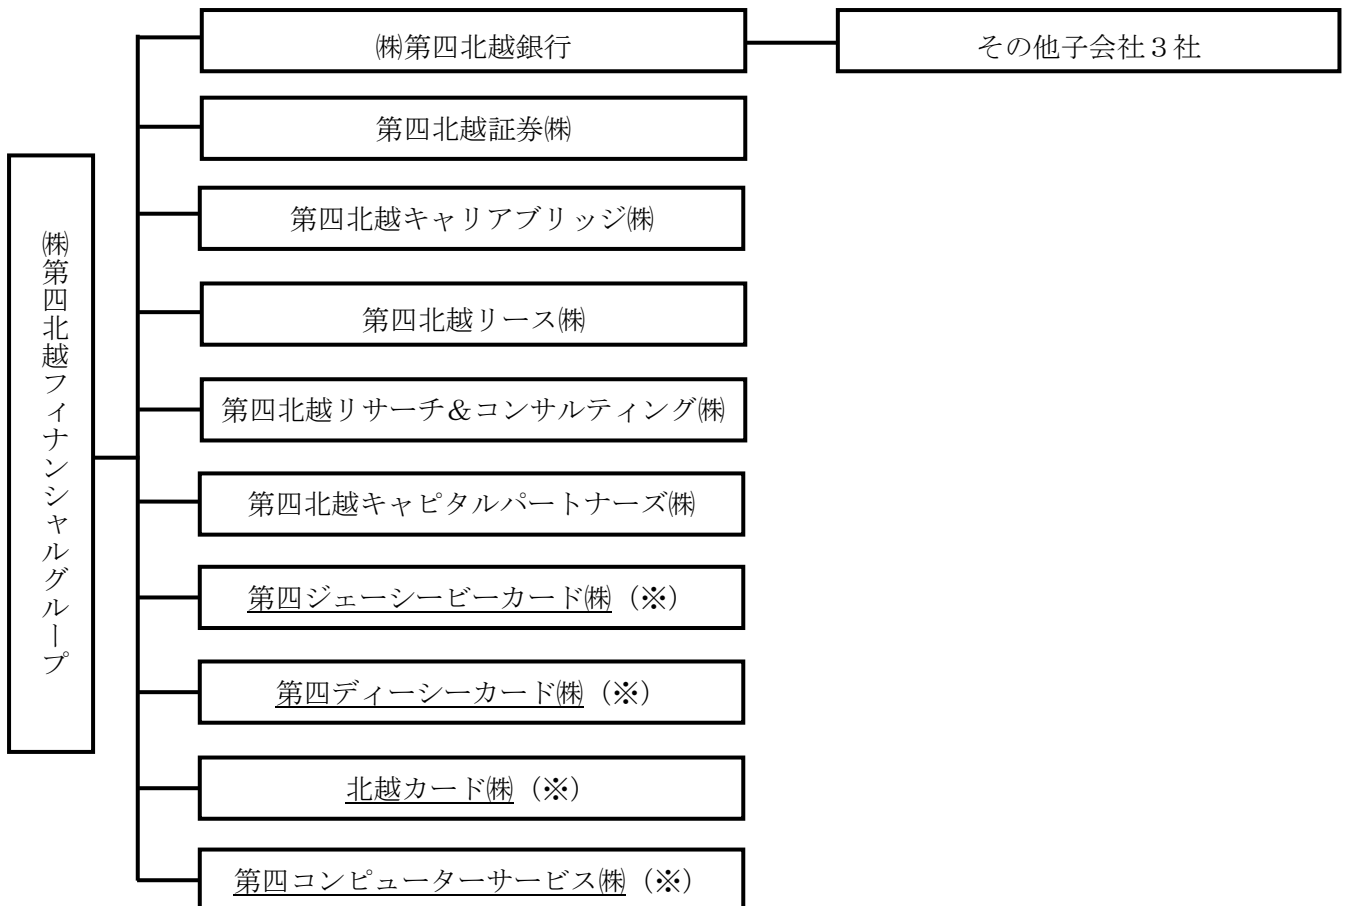 ㈱第四北越フィナンシャルグループ
㈱第四北越銀行
その他子会社３社
第四北越証券㈱
第四北越キャリアブリッジ㈱
第四北越リース㈱
第四北越リサーチ＆コンサルティング㈱
第四北越キャピタルパートナーズ㈱
第四ジェーシービーカード㈱（※）
第四ディーシーカード㈱（※）
北越カード㈱（※）
第四コンピューターサービス㈱（※）